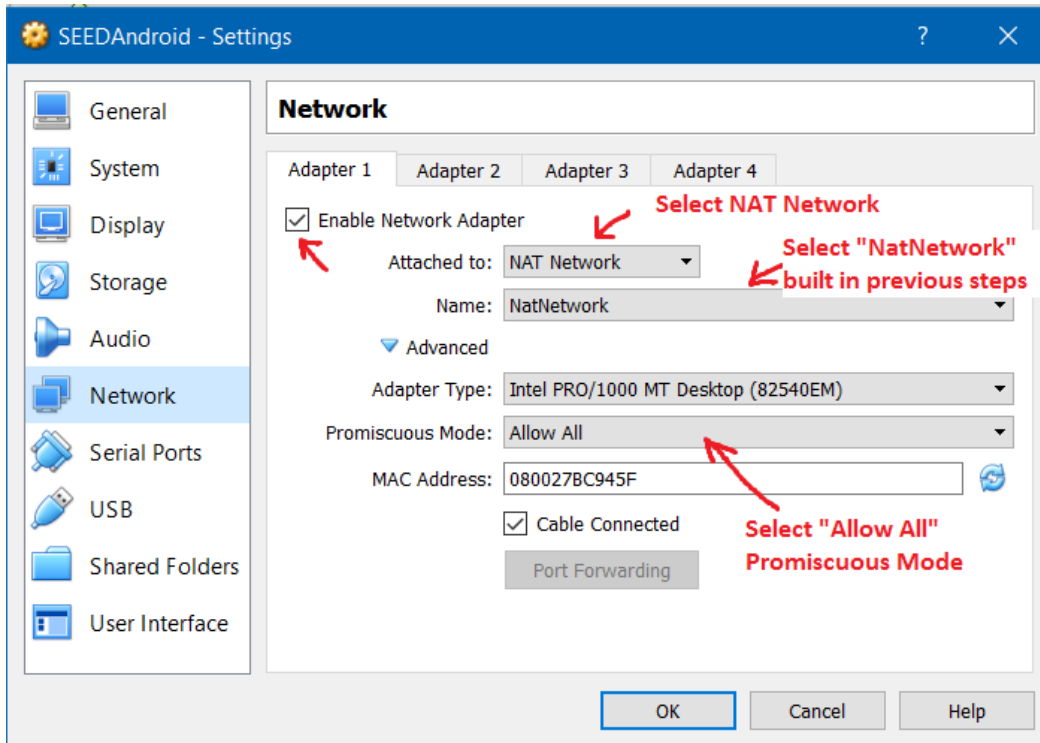 SEEDAndroid - Settings
?
General
System
Display
Storage
Audio
Network
Serial Ports
USB
Shared Folders
User Interface
Network
Adapter 1 Adapter 2 Adapter 3 Adapter 4
Enable Network Adapter
Select NAT Network
Attached to: NAT Network
Select "NatNetwork"
built in previous steps
Name: NatNetwork
Advanced
Adapter Type: Intel PRO/1000 MT Desktop (82540EM)
Promiscuous Mode: Allow All
MAC Address: 080027BC945F
Cable Connected
Select "Allow All"
Promiscuous Mode
Port Forwarding
OK Cancel Help